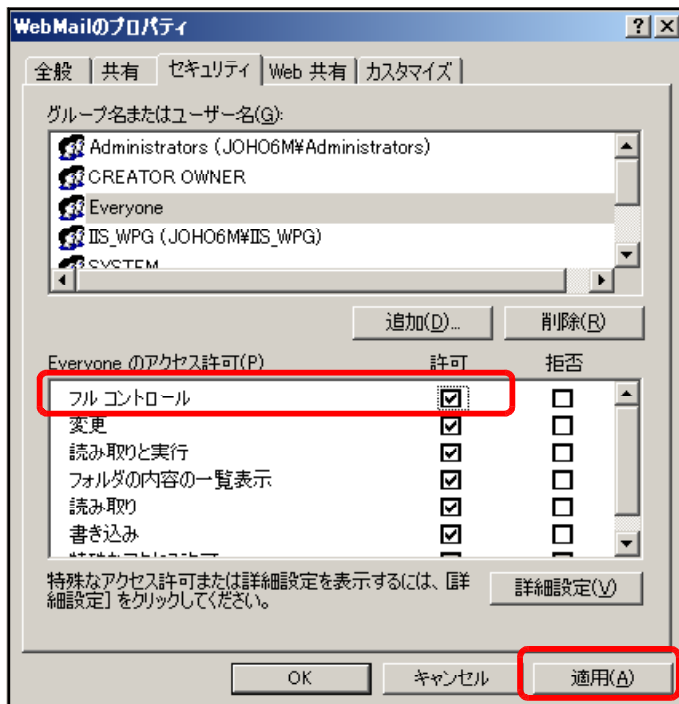 WebMailのプロパティ
全般 共有 セキュリティ Web 共有 カスタマイズ
グループ名またはユーザー名(G):
Administrators (JOHO6M¥Administrators)
CREATOR OWNER
Everyone
IIS_WPG (JOHO6M¥IIS_WPG)
SYSTEM
追加(D)... 削除(R)
Everyone のアクセス許可(P) 許可 拒否
フル コントロール
変更
読み取りと実行
フォルダの内容の一覧表示
読み取り
書き込み
特殊なアクセス許可または詳細設定を表示するには、[詳
細設定] をクリックしてください。
詳細設定(V)
OK キャンセル 適用(A)